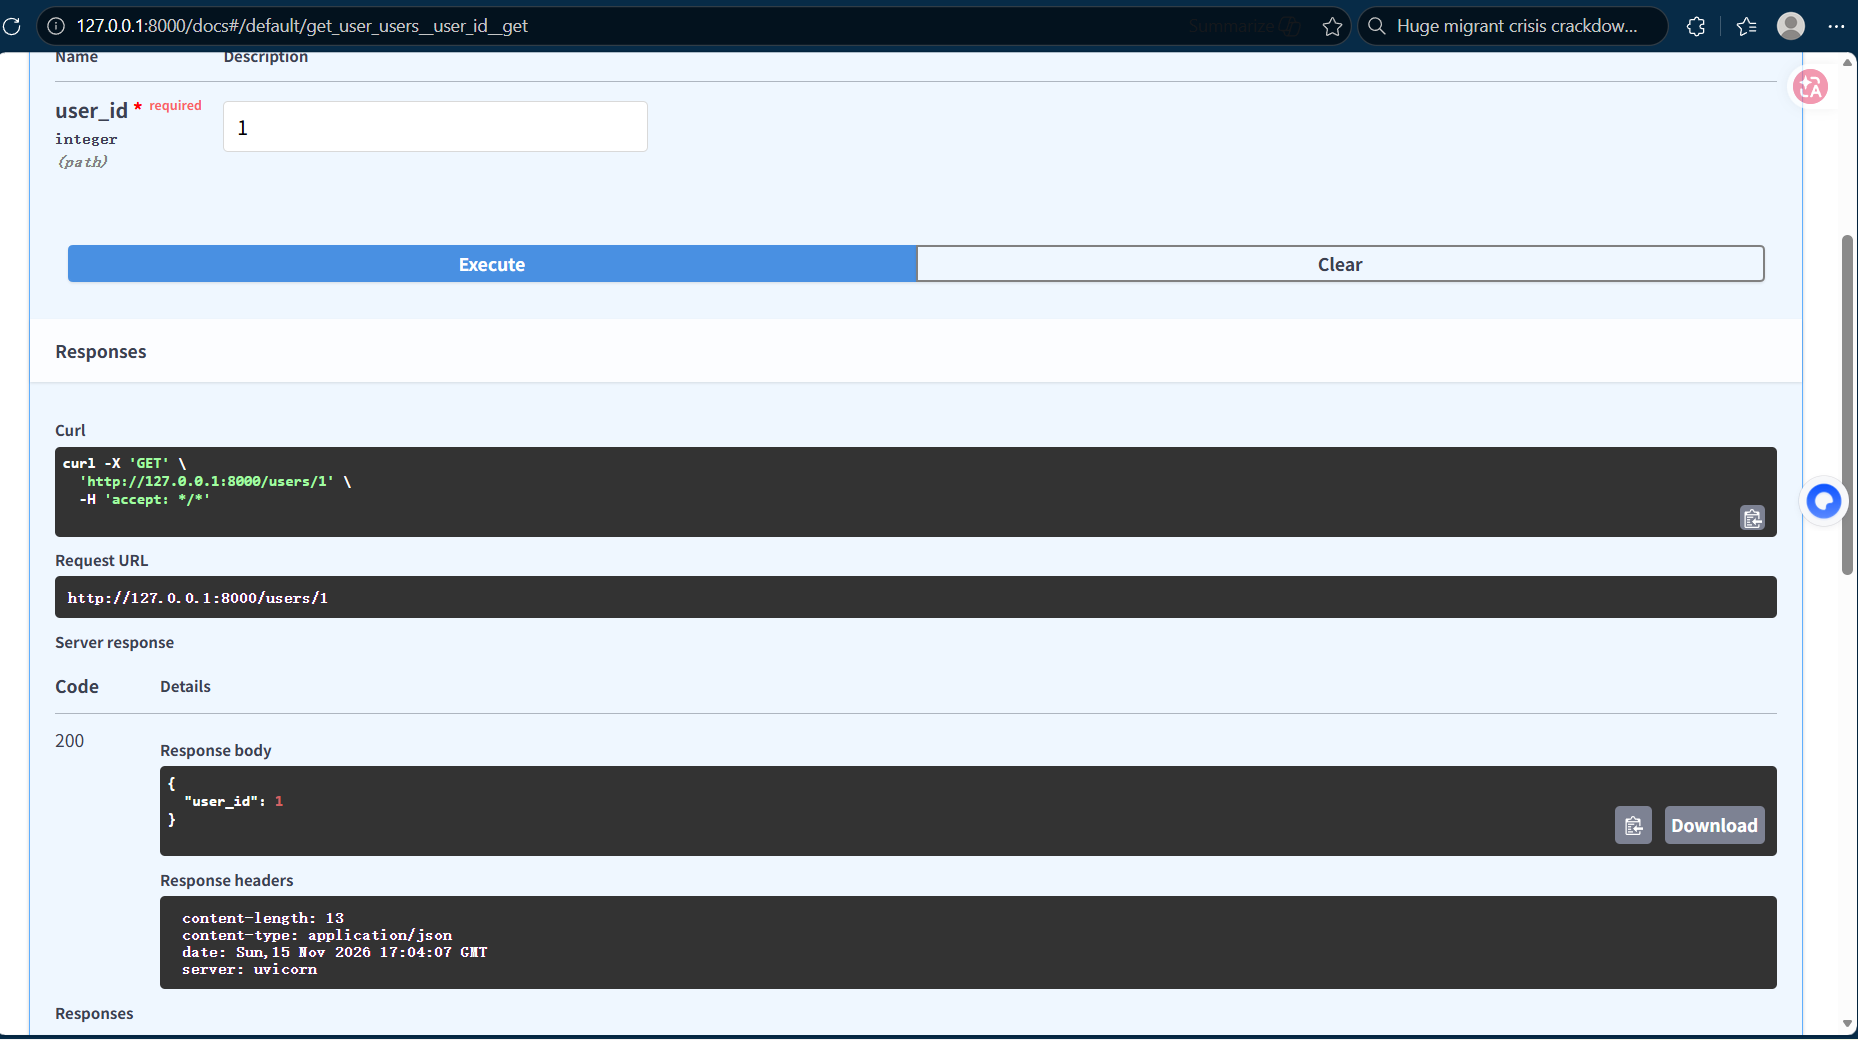 127.0.0.1:8000/docs#/default/get_user_users__user_id__get
Summarize
Huge migrant crisis crackdow...
Name Description
user_id * required
integer
(path)
1
Execute Clear
Responses
Curl
curl -X 'GET' \
'http://127.0.0.1:8000/users/1' \
-H 'accept: */*'
Request URL
http://127.0.0.1:8000/users/1
Server response
Code Details
200
Response body
{
"user_id": 1
}
Download
Response headers
content-length: 13
content-type: application/json
date: Sun,15 Nov 2026 17:04:07 GMT
server: uvicorn
Responses